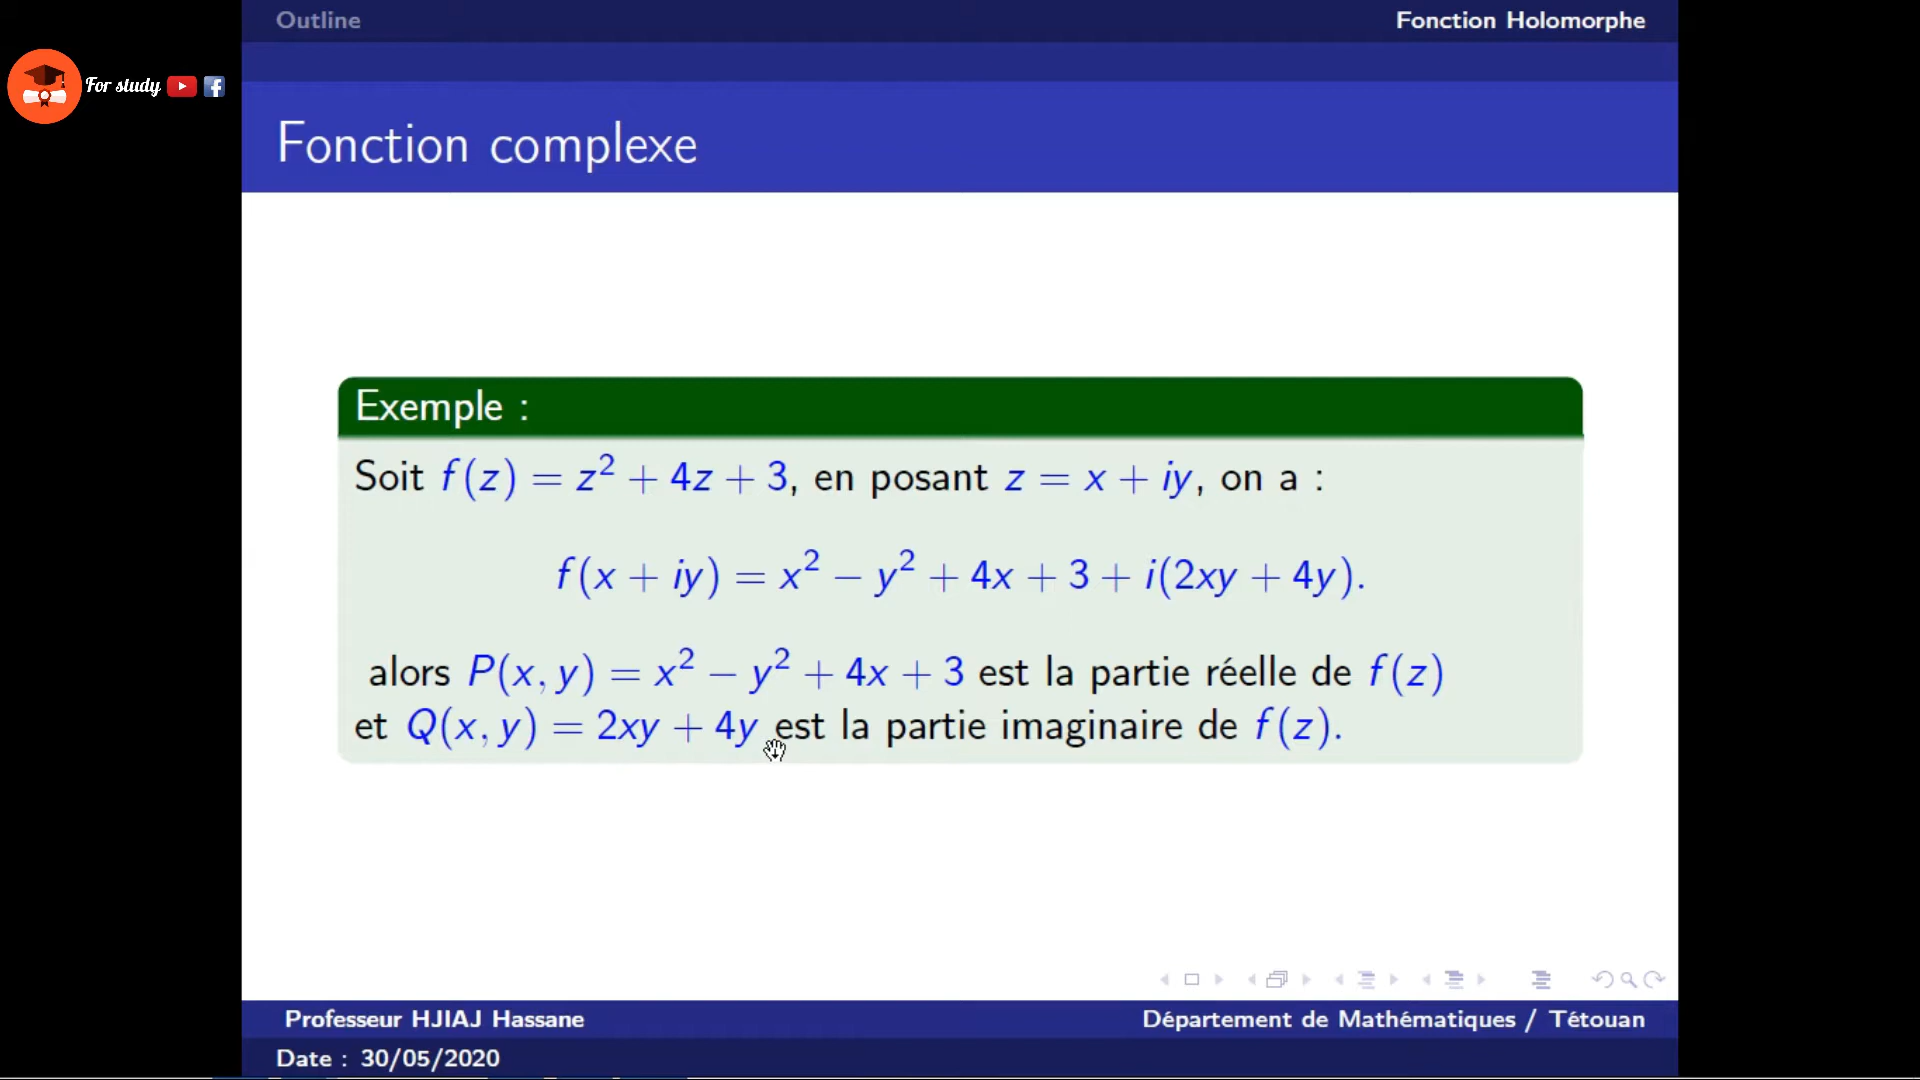 Outline
Fonction Holomorphe
For study
Fonction complexe
Exemple :
Soit f(z) = z² + 4z + 3, en posant z = x + iy, on a :
f(x + iy) = x² − y² + 4x + 3 + i(2xy + 4y).
alors P(x, y) = x² − y² + 4x + 3 est la partie réelle de f(z)
et Q(x, y) = 2xy + 4y est la partie imaginaire de f(z).
Professeur HJIAJ Hassane
Département de Mathématiques / Tétouan
Date : 30/05/2020